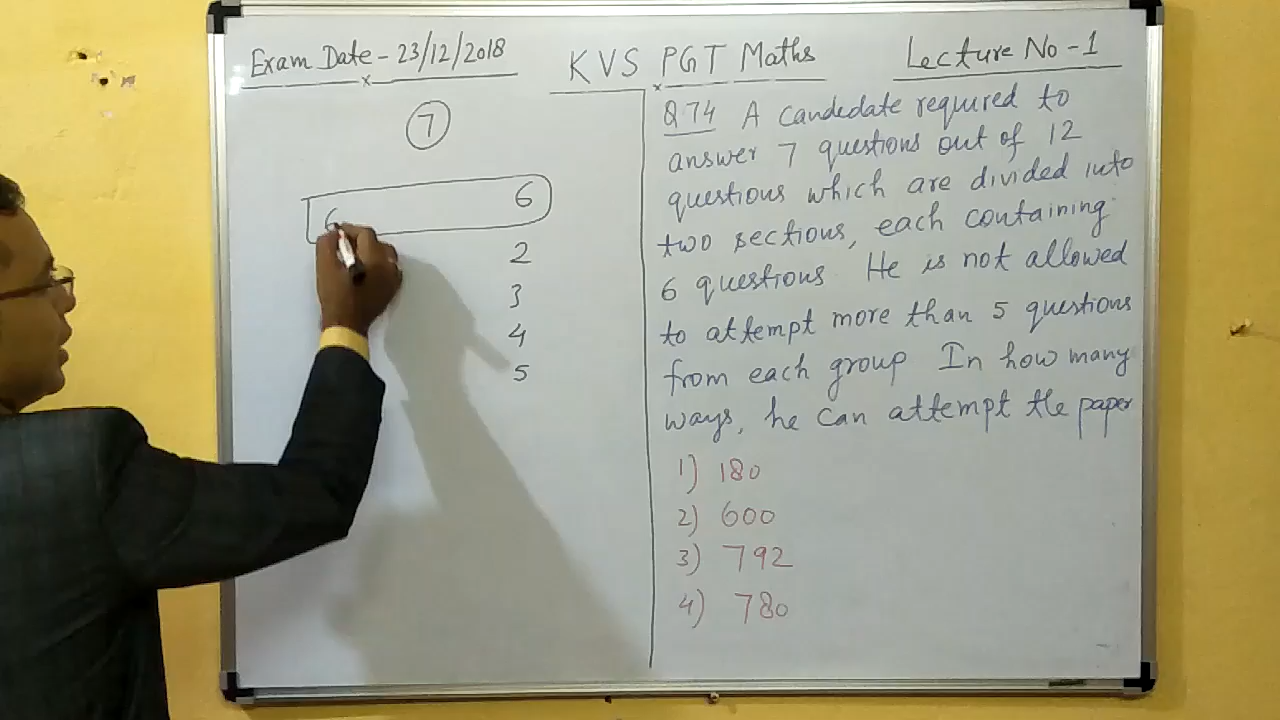 Exam Date - 23/12/2018
KVS PGT Maths
Lecture No - 1
7
6
6
2
3
4
5
Q 74 A candedate required to
answer 7 questions out of 12
questions which are divided into
two sections, each containing
6 questions He is not allowed
to attempt more than 5 questions
from each group In how many
ways, he can attempt the paper
1) 180
2) 600
3) 792
4) 780